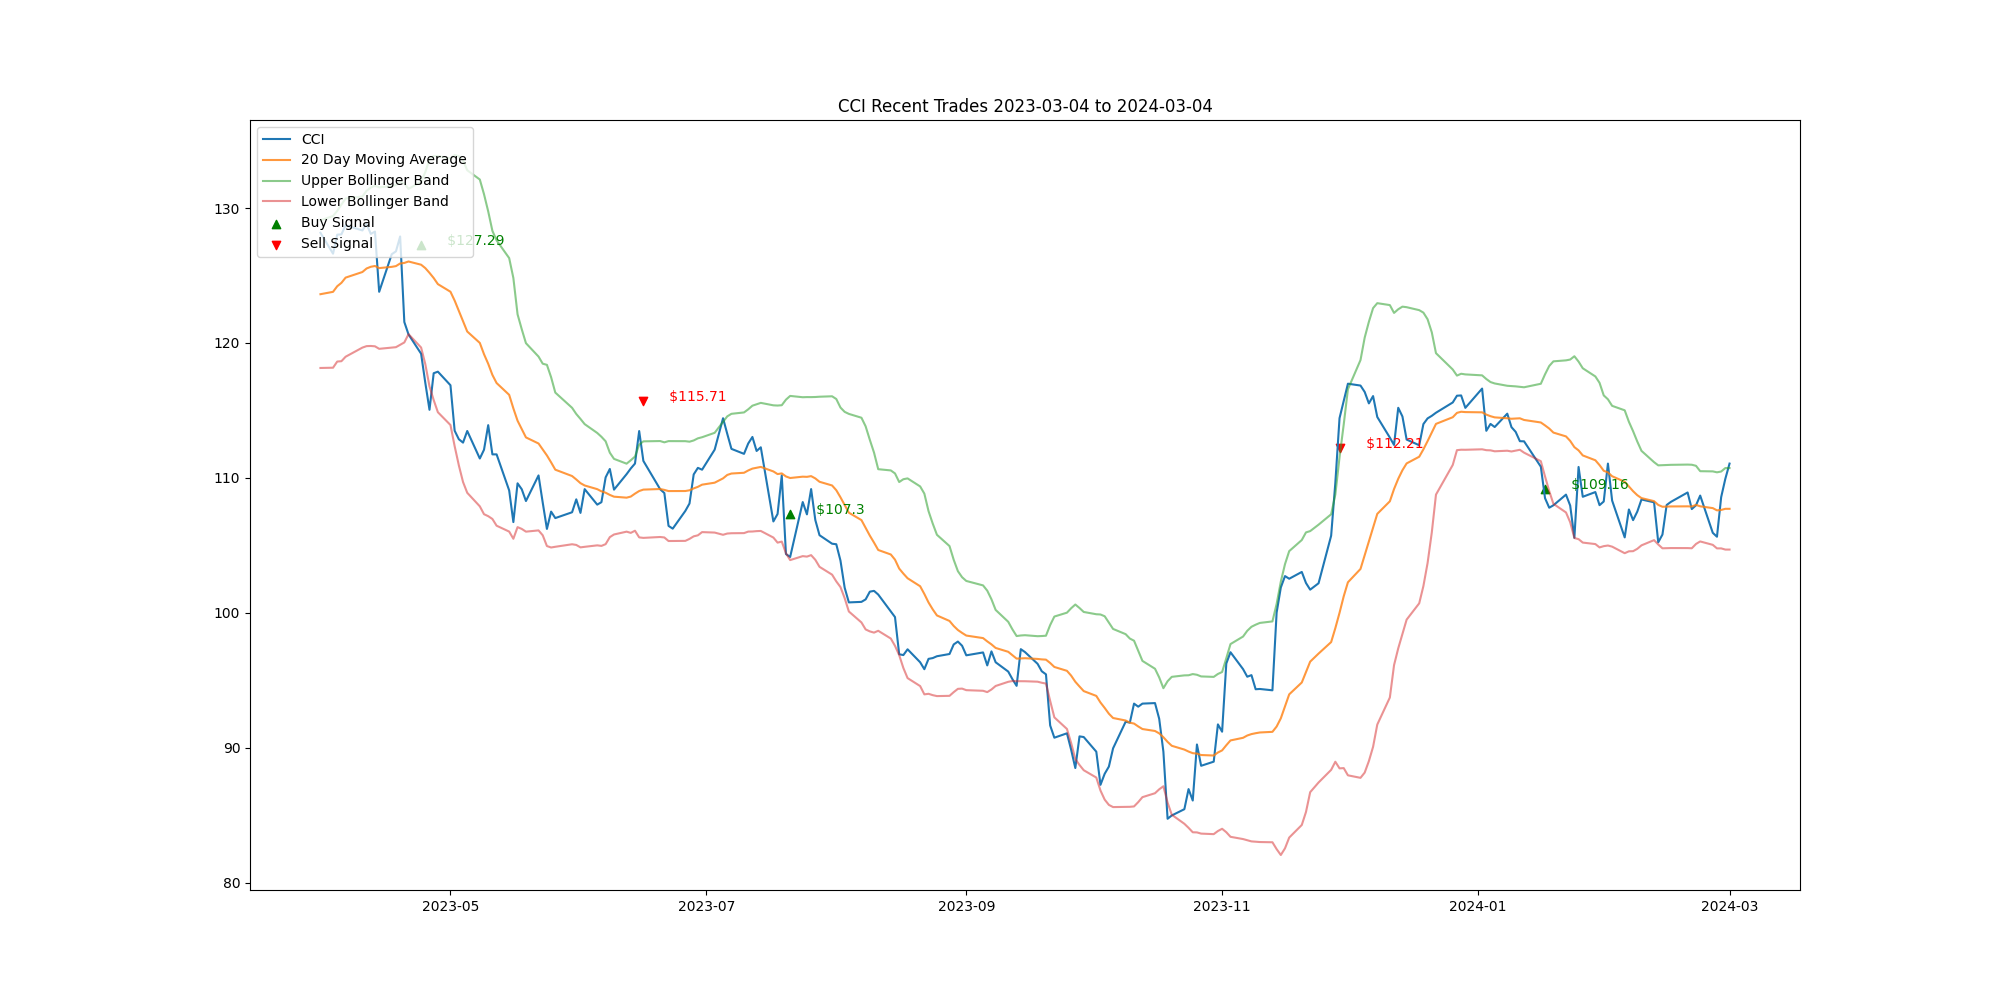 CCI Recent Trades 2023-03-04 to 2024-03-04
CCI
20 Day Moving Average
Upper Bollinger Band
Lower Bollinger Band
Buy Signal
Sell Signal
$127.29
$115.71
$107.3
$112.21
$109.16
130
120
110
100
90
80
2023-05
2023-07
2023-09
2023-11
2024-01
2024-03